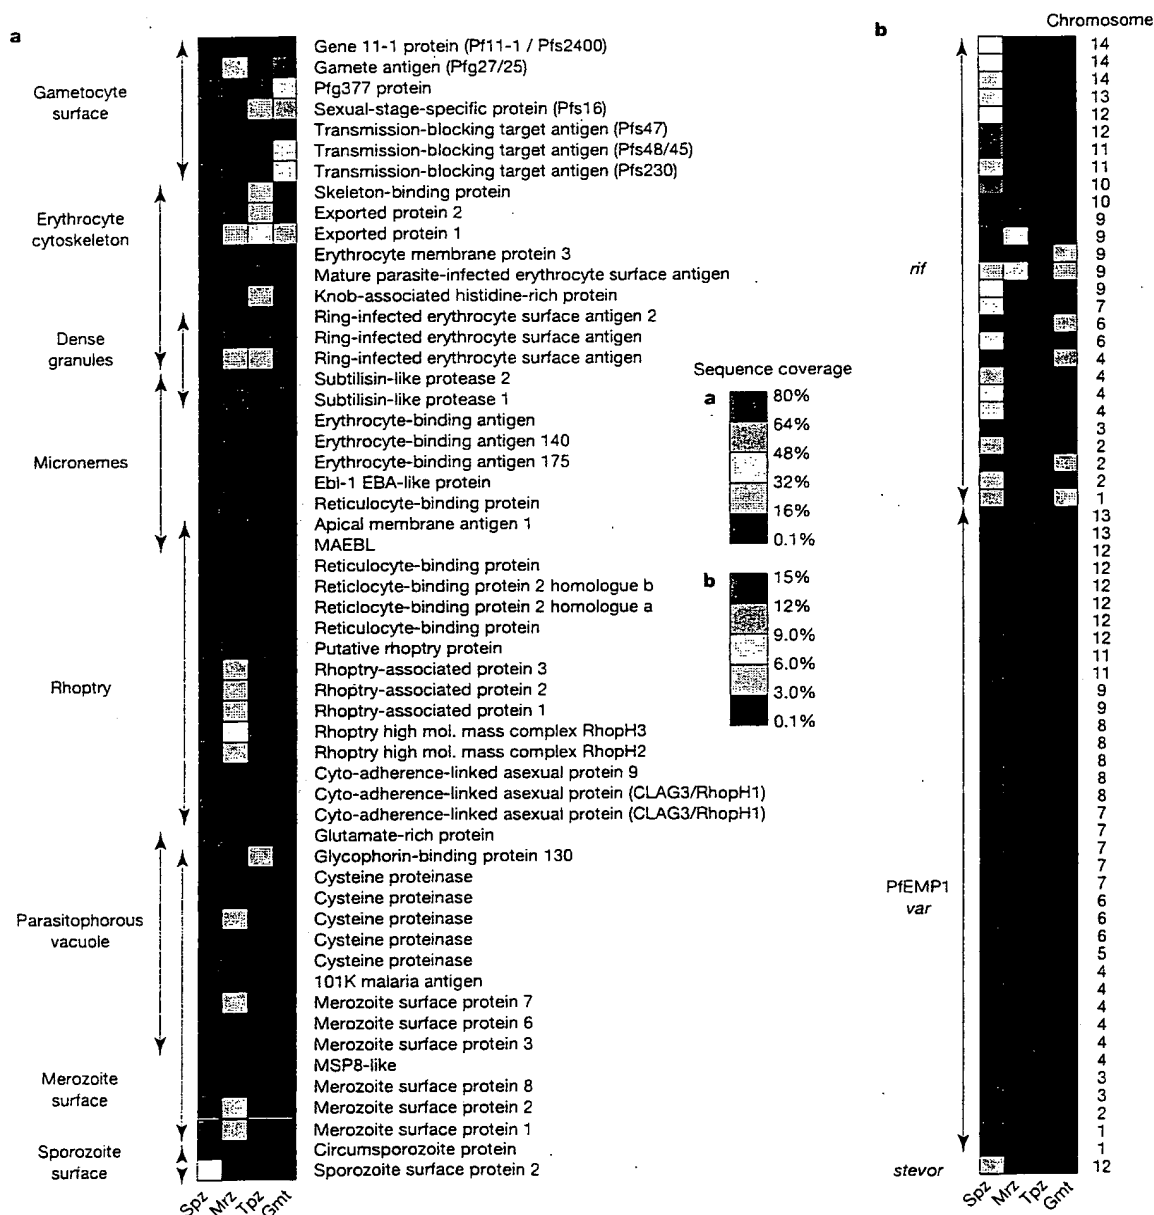 a
Gametocyte
surface
Erythrocyte
cytoskeleton
Dense
granules
Micronemes
Rhoptry
Parasitophorous
vacuole
Merozoite
surface
Sporozoite
surface
Gene 11-1 protein (Pf11-1 / Pfs2400)
Gamete antigen (Pfg27/25)
Pfg377 protein
Sexual-stage-specific protein (Pfs16)
Transmission-blocking target antigen (Pfs47)
Transmission-blocking target antigen (Pfs48/45)
Transmission-blocking target antigen (Pfs230)
Skeleton-binding protein
Exported protein 2
Exported protein 1
Erythrocyte membrane protein 3
Mature parasite-infected erythrocyte surface antigen
Knob-associated histidine-rich protein
Ring-infected erythrocyte surface antigen 2
Ring-infected erythrocyte surface antigen
Ring-infected erythrocyte surface antigen
Subtilisin-like protease 2
Subtilisin-like protease 1
Erythrocyte-binding antigen
Erythrocyte-binding antigen 140
Erythrocyte-binding antigen 175
Ebl-1 EBA-like protein
Reticulocyte-binding protein
Apical membrane antigen 1
MAEBL
Reticulocyte-binding protein
Reticlocyte-binding protein 2 homologue b
Reticlocyte-binding protein 2 homologue a
Reticulocyte-binding protein
Putative rhoptry protein
Rhoptry-associated protein 3
Rhoptry-associated protein 2
Rhoptry-associated protein 1
Rhoptry high mol. mass complex RhopH3
Rhoptry high mol. mass complex RhopH2
Cyto-adherence-linked asexual protein 9
Cyto-adherence-linked asexual protein (CLAG3/RhopH1)
Cyto-adherence-linked asexual protein (CLAG3/RhopH1)
Glutamate-rich protein
Glycophorin-binding protein 130
Cysteine proteinase
Cysteine proteinase
Cysteine proteinase
Cysteine proteinase
Cysteine proteinase
101K malaria antigen
Merozoite surface protein 7
Merozoite surface protein 6
Merozoite surface protein 3
MSP8-like
Merozoite surface protein 8
Merozoite surface protein 2
Merozoite surface protein 1
Circumsporozoite protein
Sporozoite surface protein 2
Spz Mrz Tpz Gmt
Sequence coverage
a
80%
64%
48%
32%
16%
0.1%
b
15%
12%
9.0%
6.0%
3.0%
0.1%
b
Chromosome
rif
PfEMP1
var
stevor
14
14
14
13
12
12
11
11
10
10
9
9
9
9
9
7
6
6
4
4
4
4
3
2
2
2
1
13
13
12
12
12
12
12
12
11
11
9
9
8
8
8
8
8
7
7
7
7
7
6
6
6
5
4
4
4
4
4
4
3
3
2
1
1
12
Spz Mrz Tpz Gmt